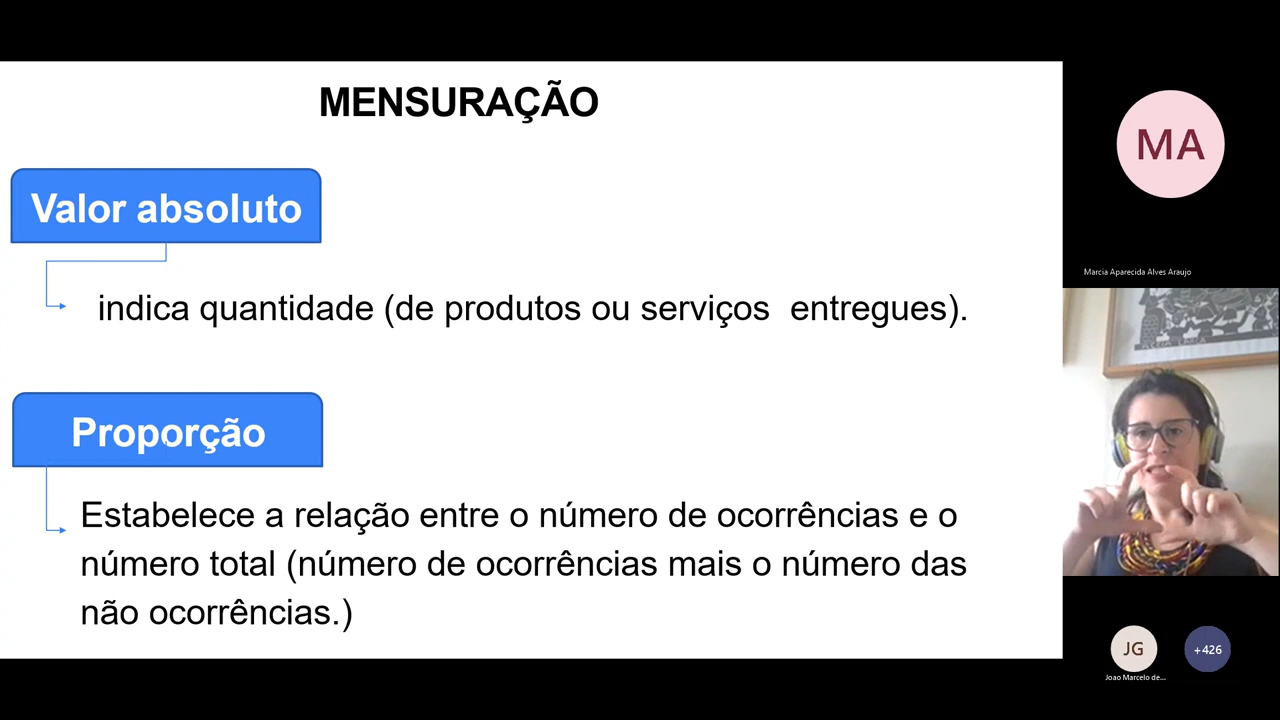 MENSURAÇÃO
Valor absoluto
indica quantidade (de produtos ou serviços  entregues).
Proporção
Estabelece a relação entre o número de ocorrências e o
número total (número de ocorrências mais o número das
não ocorrências.)
MA
Marcia Aparecida Alves Araujo
JG
+426
Joao Marcelo de...